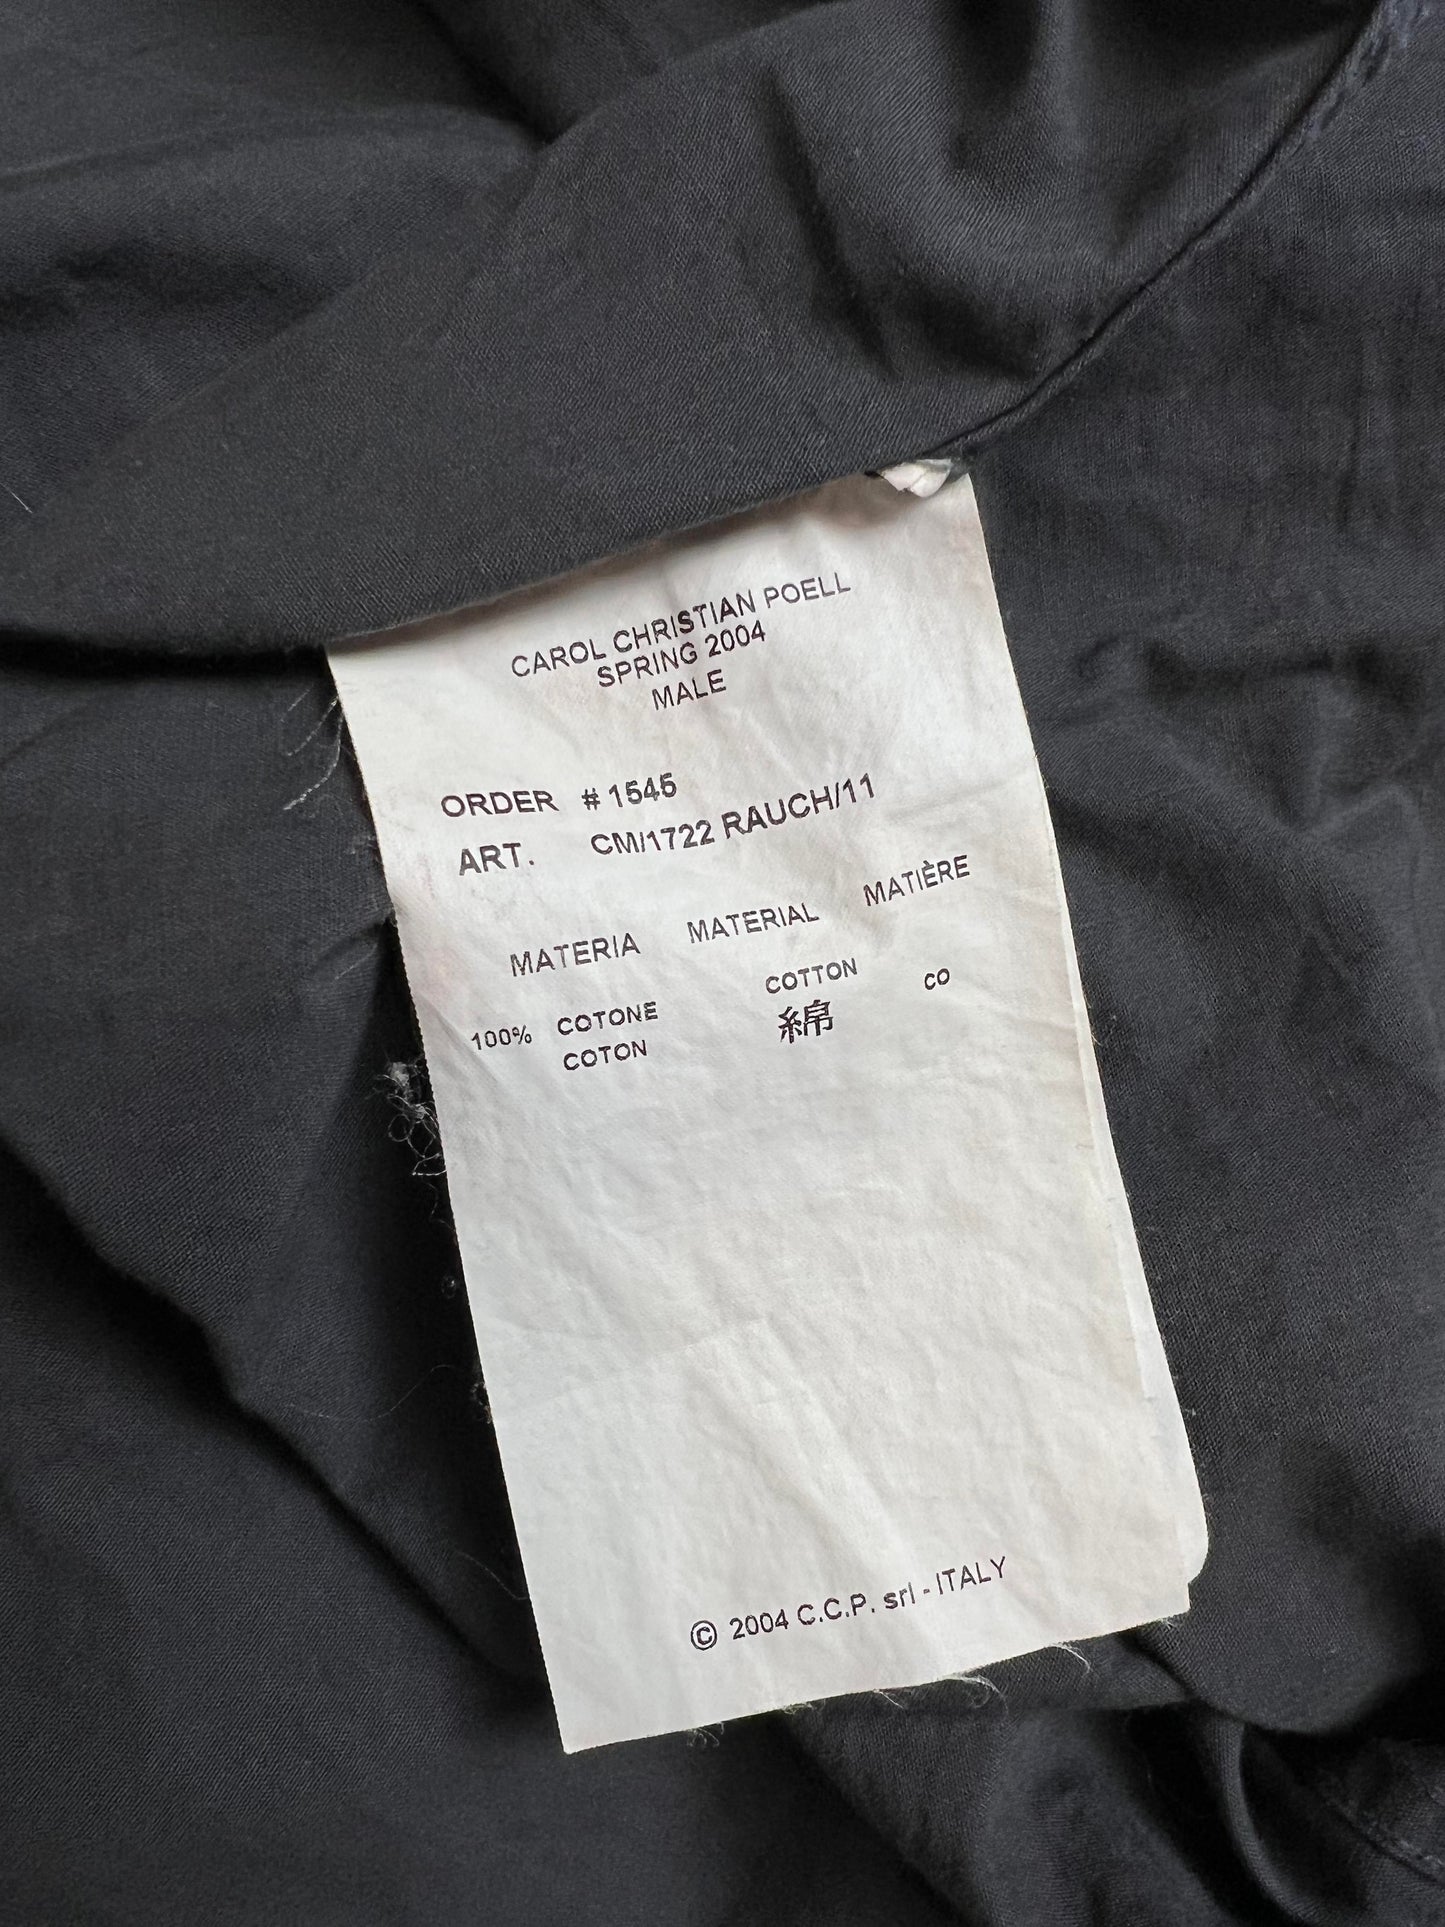 CAROL CHRISTIAN POELL
SPRING 2004
MALE
ORDER # 1545
ART. CM/1722 RAUCH/11
MATERIA MATERIAL MATIÈRE
100% COTONE COTTON CO
COTON 綿
© 2004 C.C.P. srl - ITALY